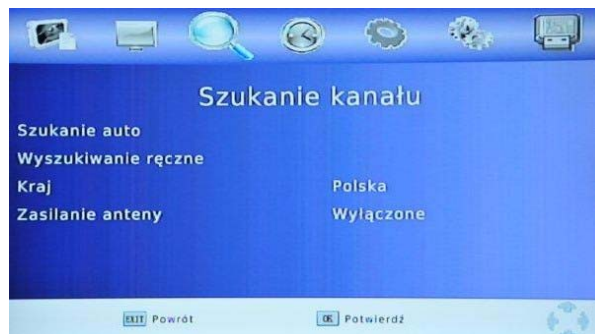 Szukanie kanału
Szukanie auto
Wyszukiwanie ręczne
Kraj Polska
Zasilanie anteny Wyłączone
EXIT Powrót OK Potwierdź